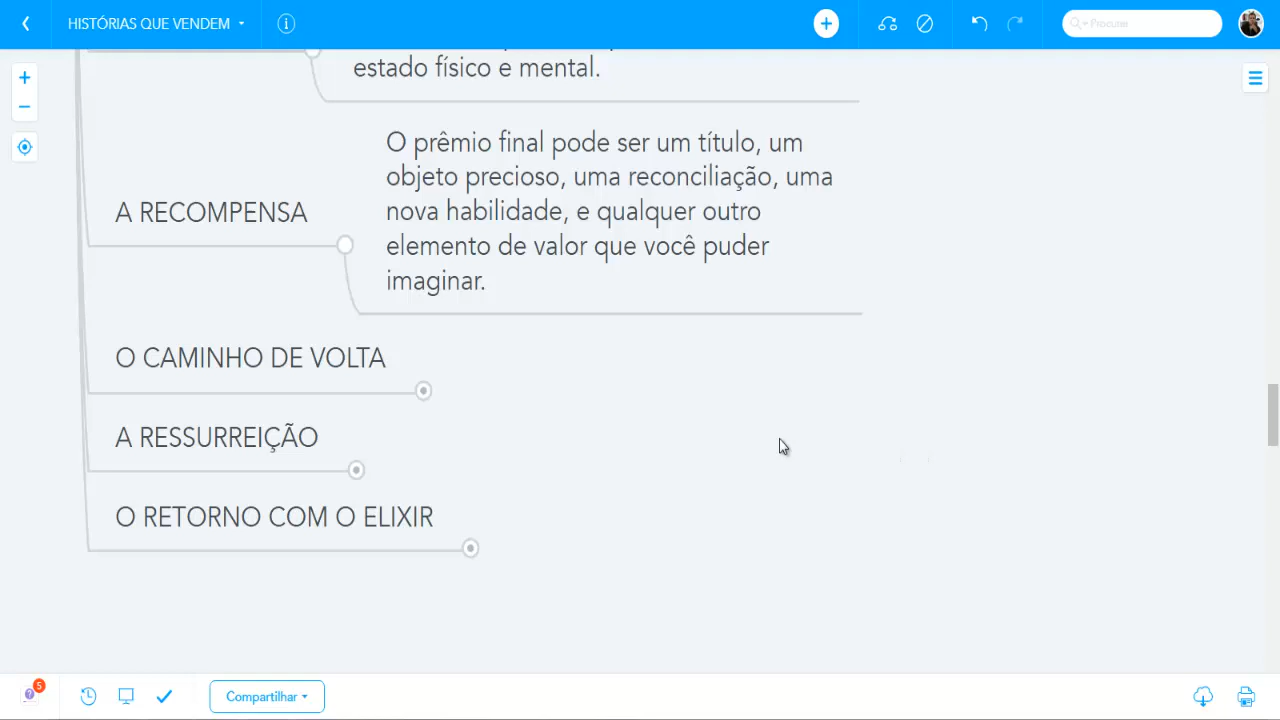 HISTÓRIAS QUE VENDEM
Procurar
estado físico e mental.
O prêmio final pode ser um título, um
objeto precioso, uma reconciliação, uma
nova habilidade, e qualquer outro
elemento de valor que você puder
imaginar.
A RECOMPENSA
O CAMINHO DE VOLTA
A RESSURREIÇÃO
O RETORNO COM O ELIXIR
5
Compartilhar